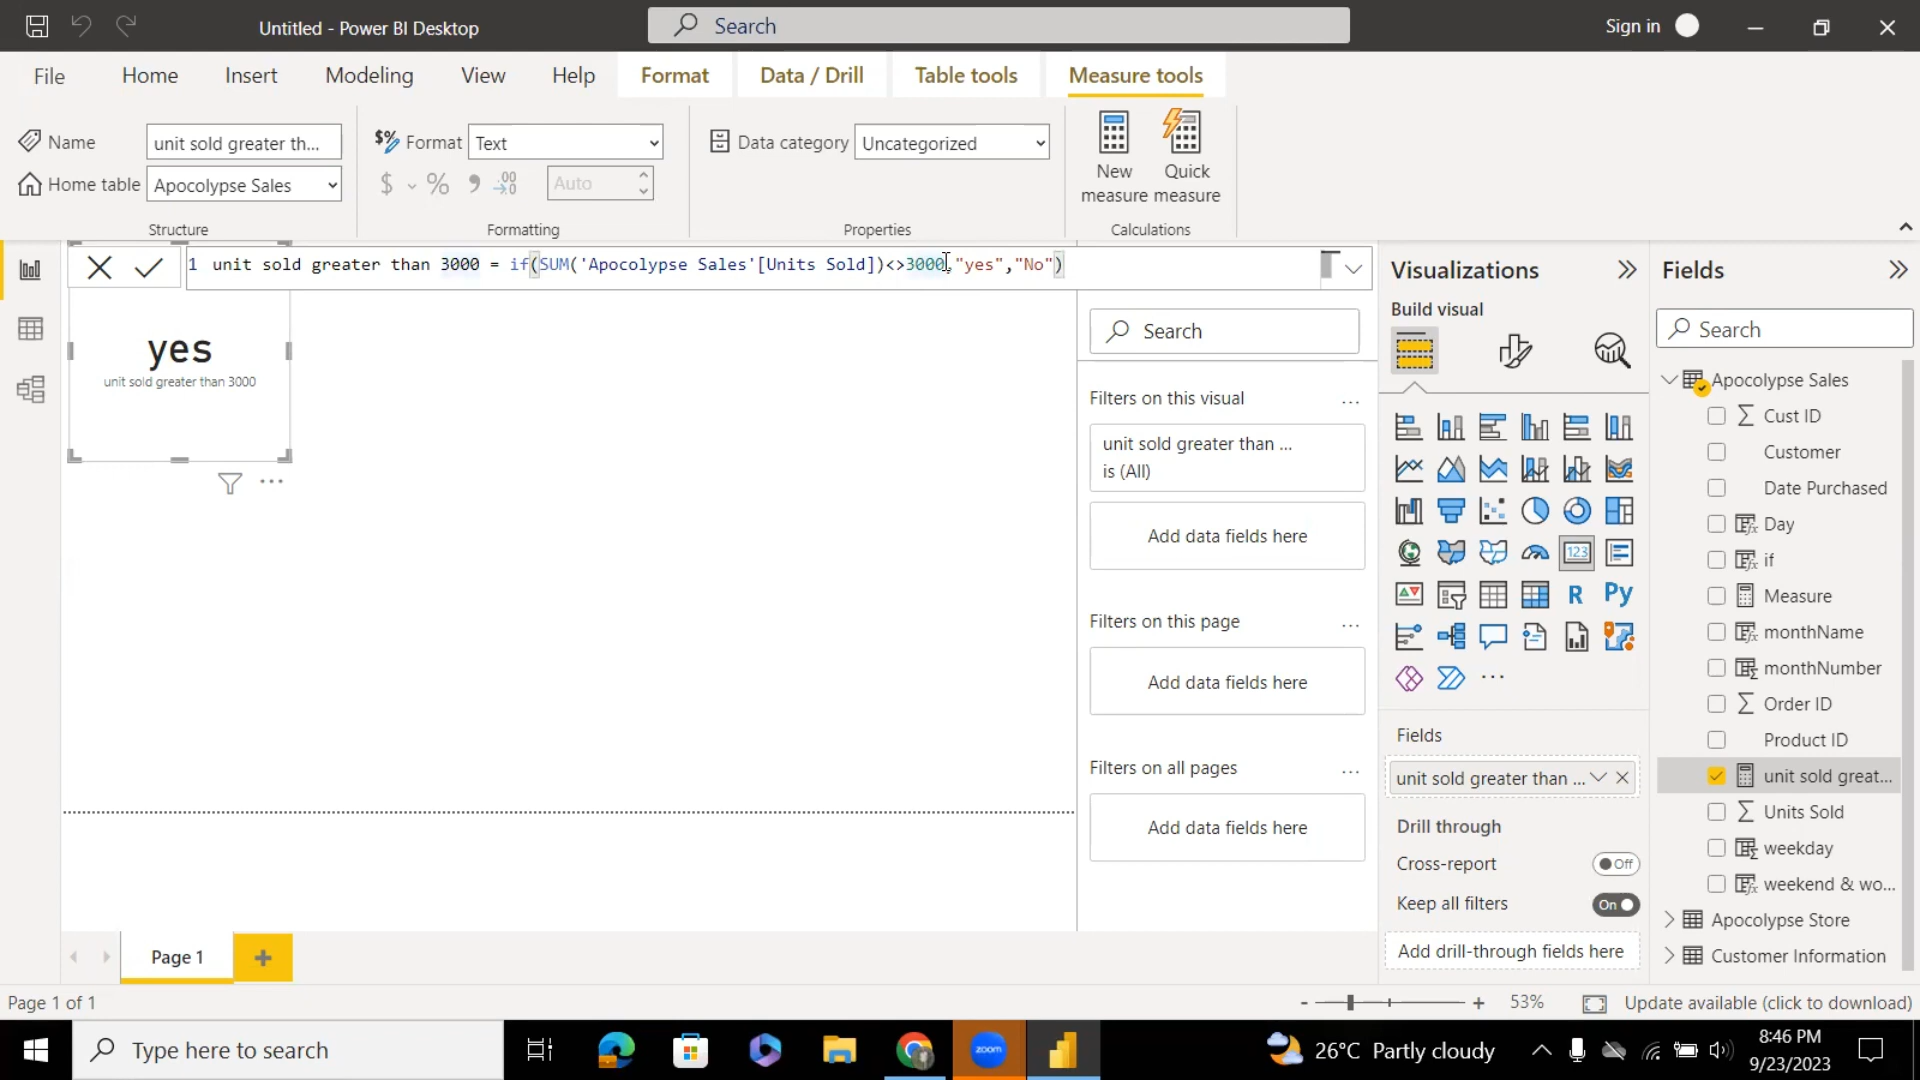 Untitled - Power BI Desktop
Search
Sign in
File
Home
Insert
Modeling
View
Help
Format
Data / Drill
Table tools
Measure tools
Name
unit sold greater th...
Home table
Apocolypse Sales
Structure
$% Format
Text
$
%
,
.00
Auto
Formatting
Data category
Uncategorized
Properties
New measure
Quick measure
Calculations
1 unit sold greater than 3000 = if(SUM('Apocolypse Sales'[Units Sold])<>3000,"yes","No")
yes
unit sold greater than 3000
Search
Filters on this visual
...
unit sold greater than ...
is (All)
Add data fields here
Filters on this page
...
Add data fields here
Filters on all pages
...
Add data fields here
Visualizations
Build visual
123
R
Py
...
Fields
unit sold greater than ...
Drill through
Cross-report
Off
Keep all filters
On
Add drill-through fields here
Fields
Search
Apocolypse Sales
Cust ID
Customer
Date Purchased
Day
if
Measure
monthName
monthNumber
Order ID
Product ID
unit sold great...
Units Sold
weekday
weekend & wo...
Apocolypse Store
Customer Information
Page 1
Page 1 of 1
-
+
53%
Update available (click to download)
Type here to search
zoom
26°C Partly cloudy
8:46 PM
9/23/2023